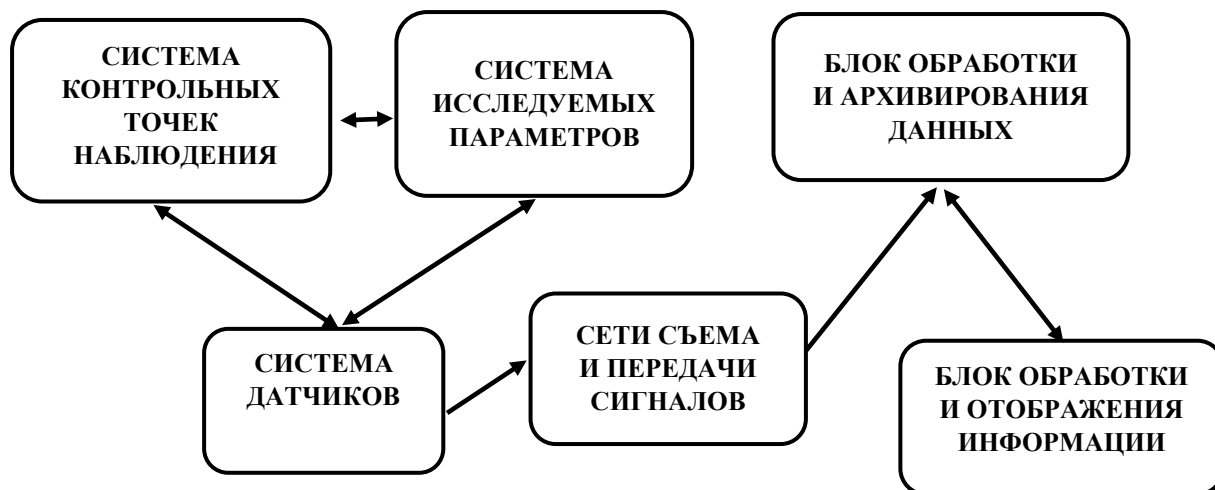 СИСТЕМА
КОНТРОЛЬНЫХ
ТОЧЕК
НАБЛЮДЕНИЯ
СИСТЕМА
ИССЛЕДУЕМЫХ
ПАРАМЕТРОВ
БЛОК ОБРАБОТКИ
И АРХИВИРОВАНИЯ
ДАННЫХ
СИСТЕМА
ДАТЧИКОВ
СЕТИ СЪЕМА
И ПЕРЕДАЧИ
СИГНАЛОВ
БЛОК ОБРАБОТКИ
И ОТОБРАЖЕНИЯ
ИНФОРМАЦИИ